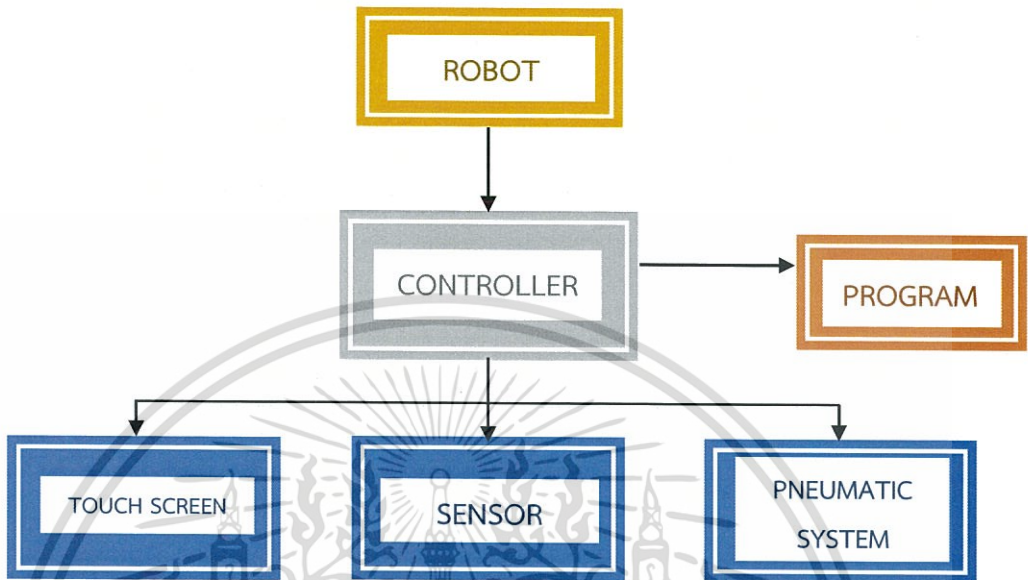 ROBOT
CONTROLLER
PROGRAM
TOUCH SCREEN
SENSOR
PNEUMATIC
SYSTEM